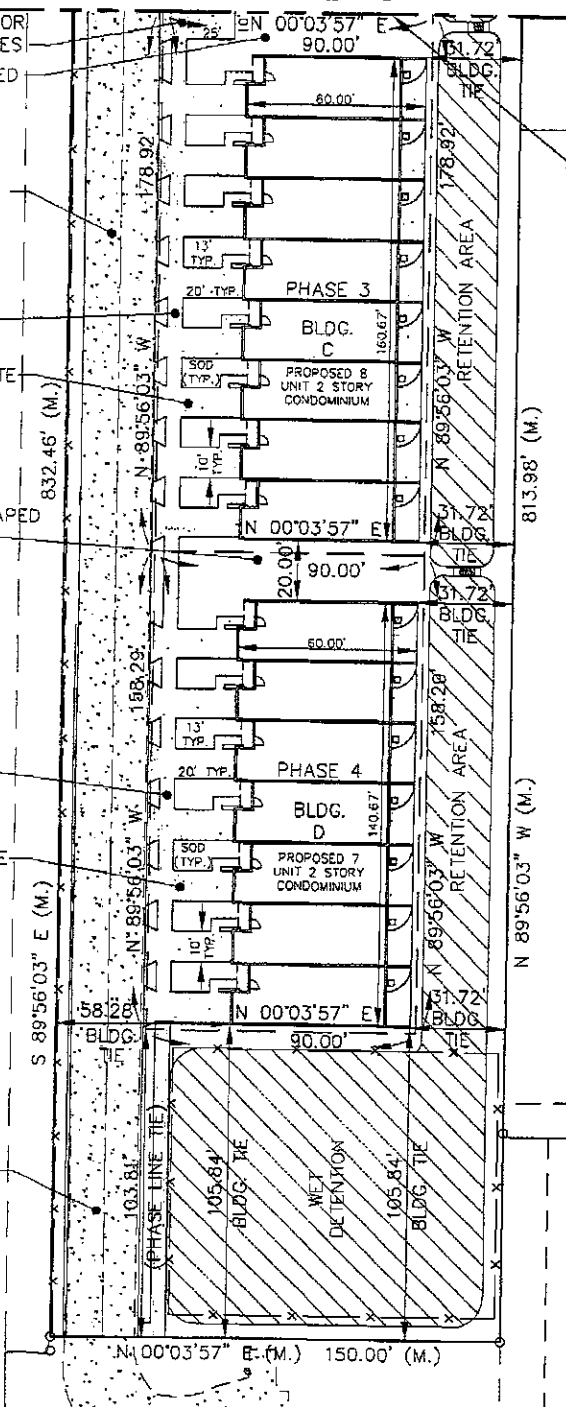 OR
N 00°03'57" E
ES
25'
10'
90.00'
ED
31.72'
BLDG.
TIE
60.00'
178.92'
178.92'
13'
TYP.
PHASE 3
20' TYP.
BLDG.
C
160.67'
RETENTION AREA
SOD
(TYP.)
PROPOSED 8
UNIT 2 STORY
CONDOMINIUM
TE
N 89°56'03" W
N 89°56'03" W
832.46' (M.)
813.98' (M.)
10'
TYP.
APED
N 00°03'57" E
31.72'
BLDG.
TIE
20.00'
90.00'
31.72'
BLDG.
TIE
60.00'
158.29'
158.29'
13'
TYP.
PHASE 4
20' TYP.
BLDG.
D
140.67'
RETENTION AREA
SOD
(TYP.)
PROPOSED 7
UNIT 2 STORY
CONDOMINIUM
E
N 89°56'03" W
N 89°56'03" W
N 89°56'03" W (M.)
S 89°56'03" E (M.)
10'
TYP.
58.28'
BLDG.
TIE
N 00°03'57" E
31.72'
BLDG.
TIE
90.00'
103.81'
(PHASE LINE TIE)
105.84'
BLDG. TIE
WET
DETENTION
105.84'
BLDG. TIE
N 00°03'57" E (M.) 150.00' (M.)